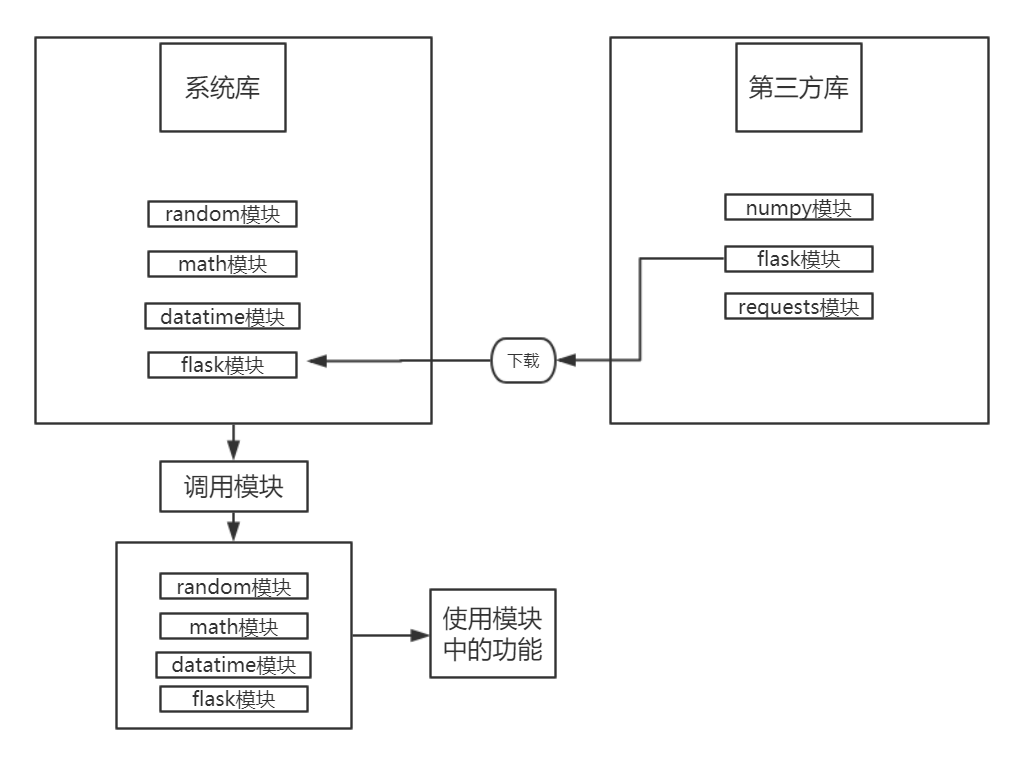 系统库
random模块
math模块
datatime模块
flask模块
第三方库
numpy模块
flask模块
requests模块
下载
调用模块
random模块
math模块
datatime模块
flask模块
使用模块
中的功能